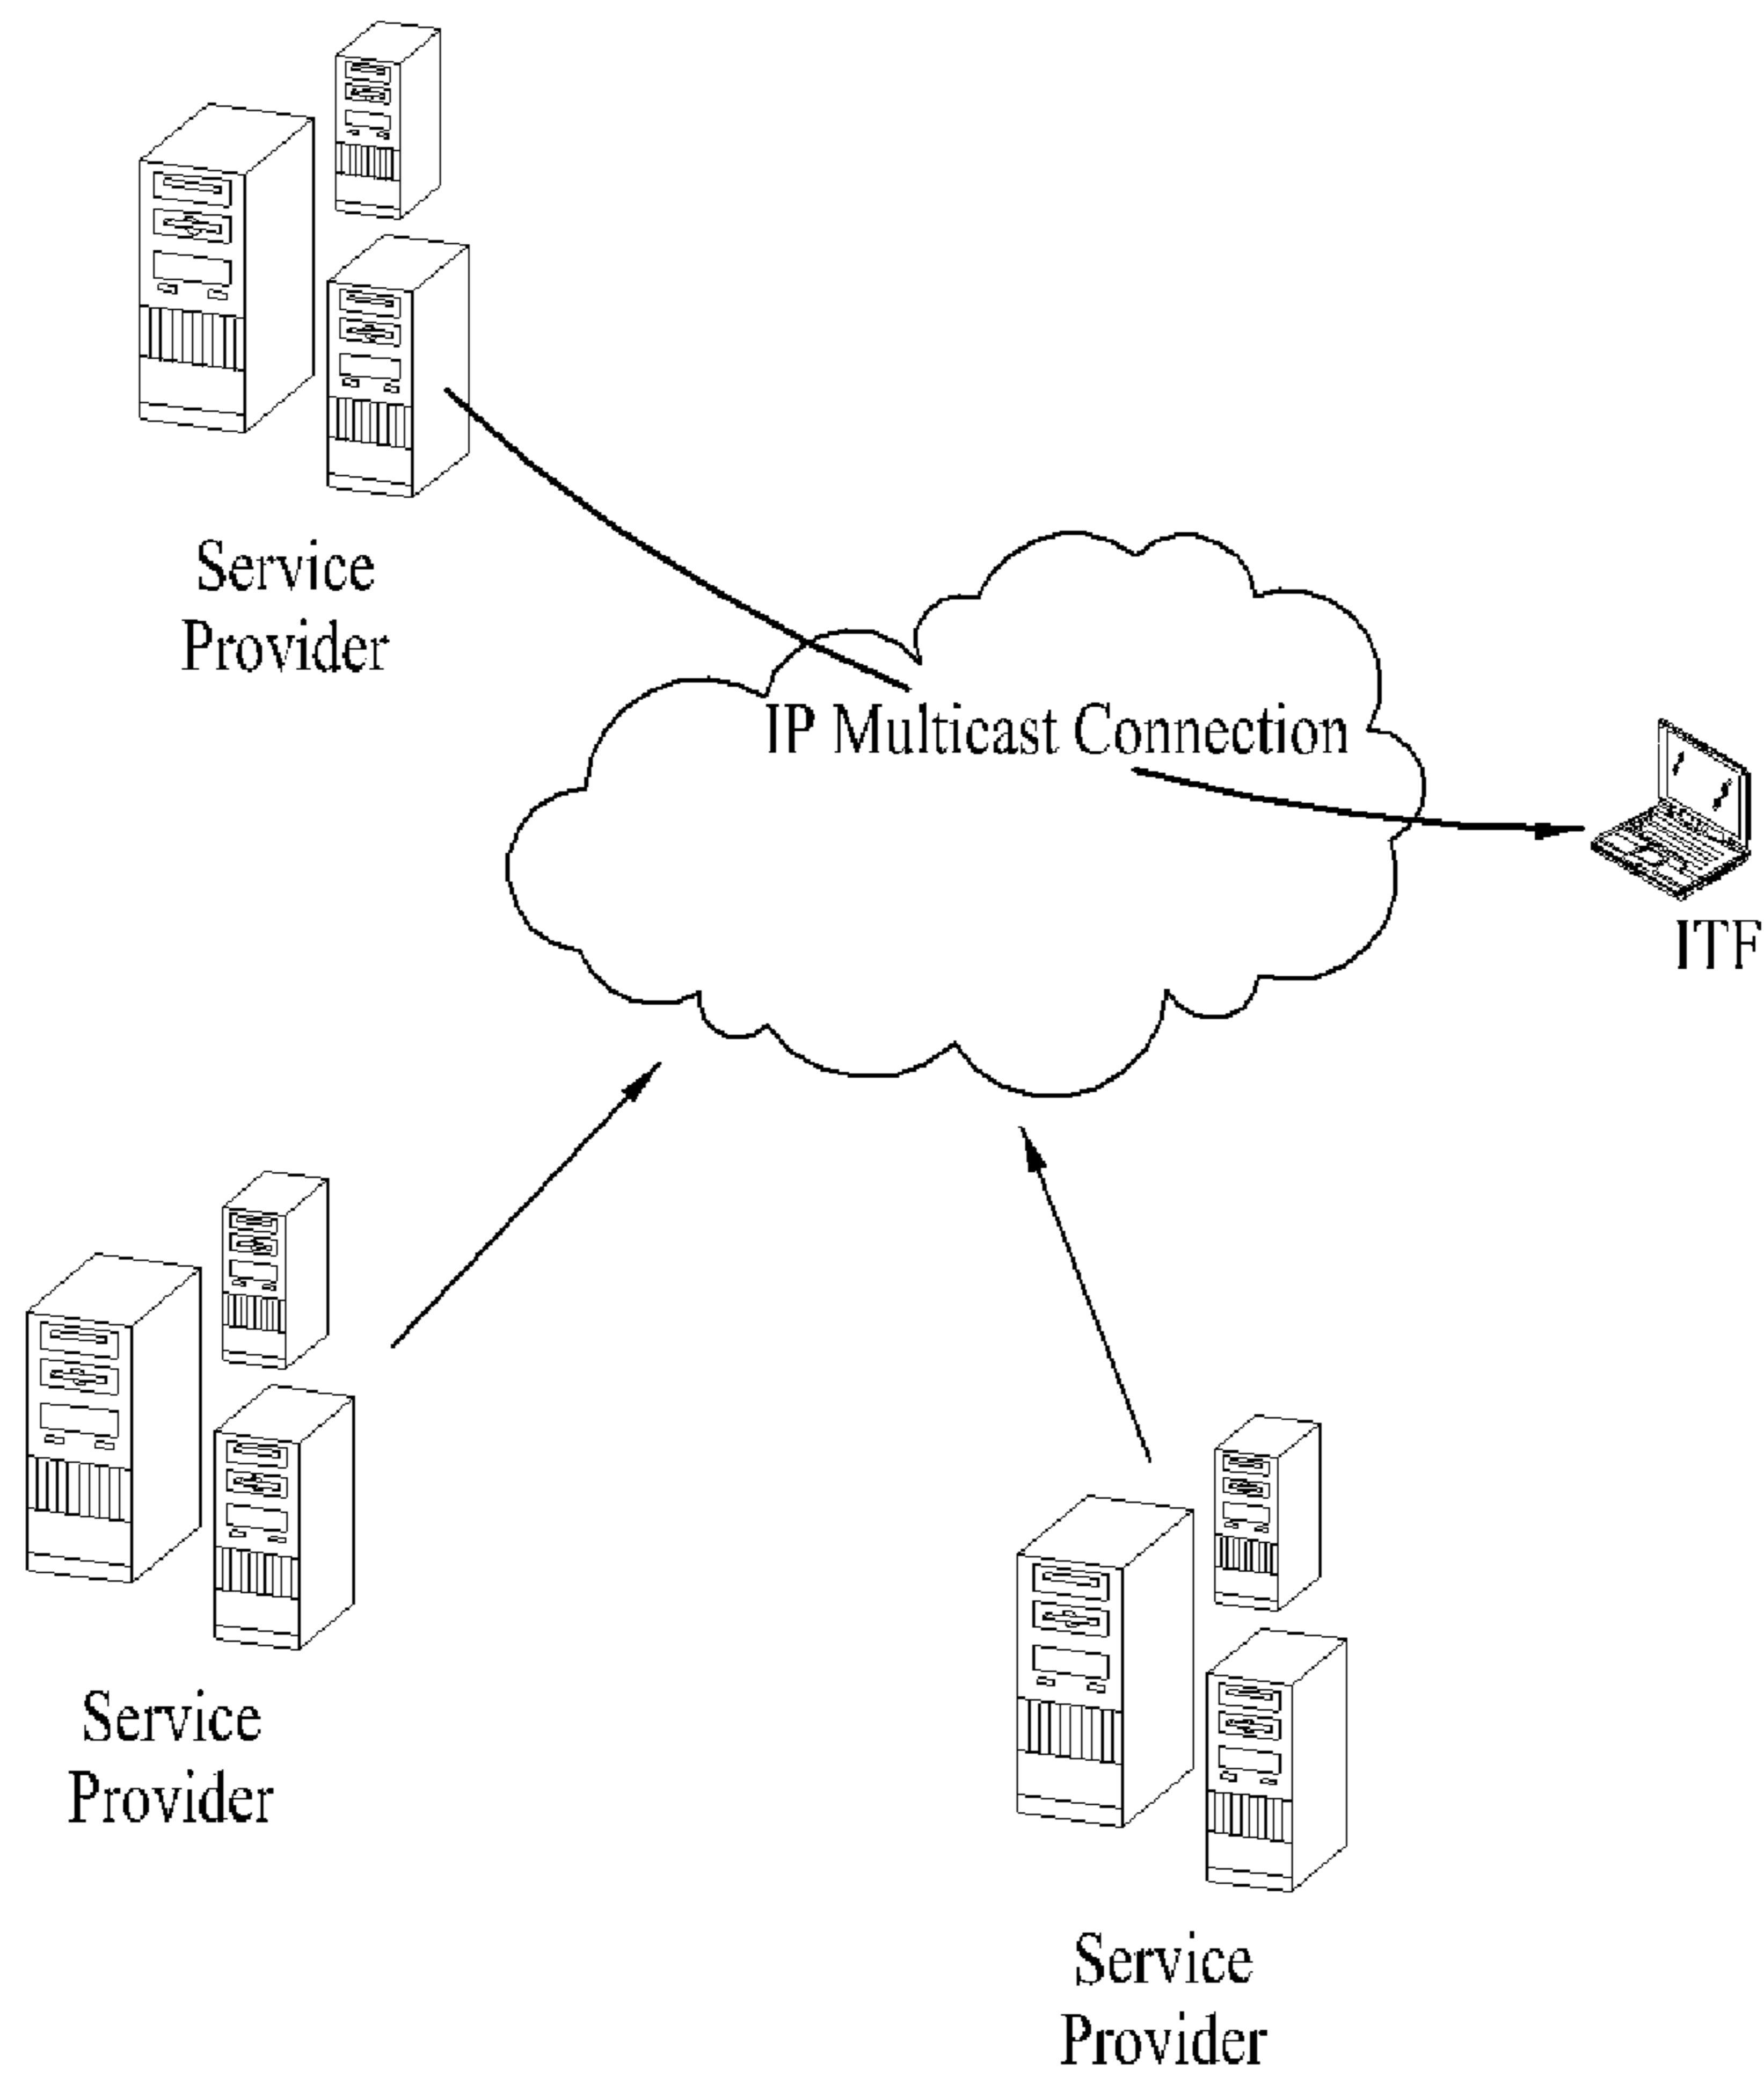 Service
Provider
IP Multicast Connection
ITF
Service
Provider
Service
Provider